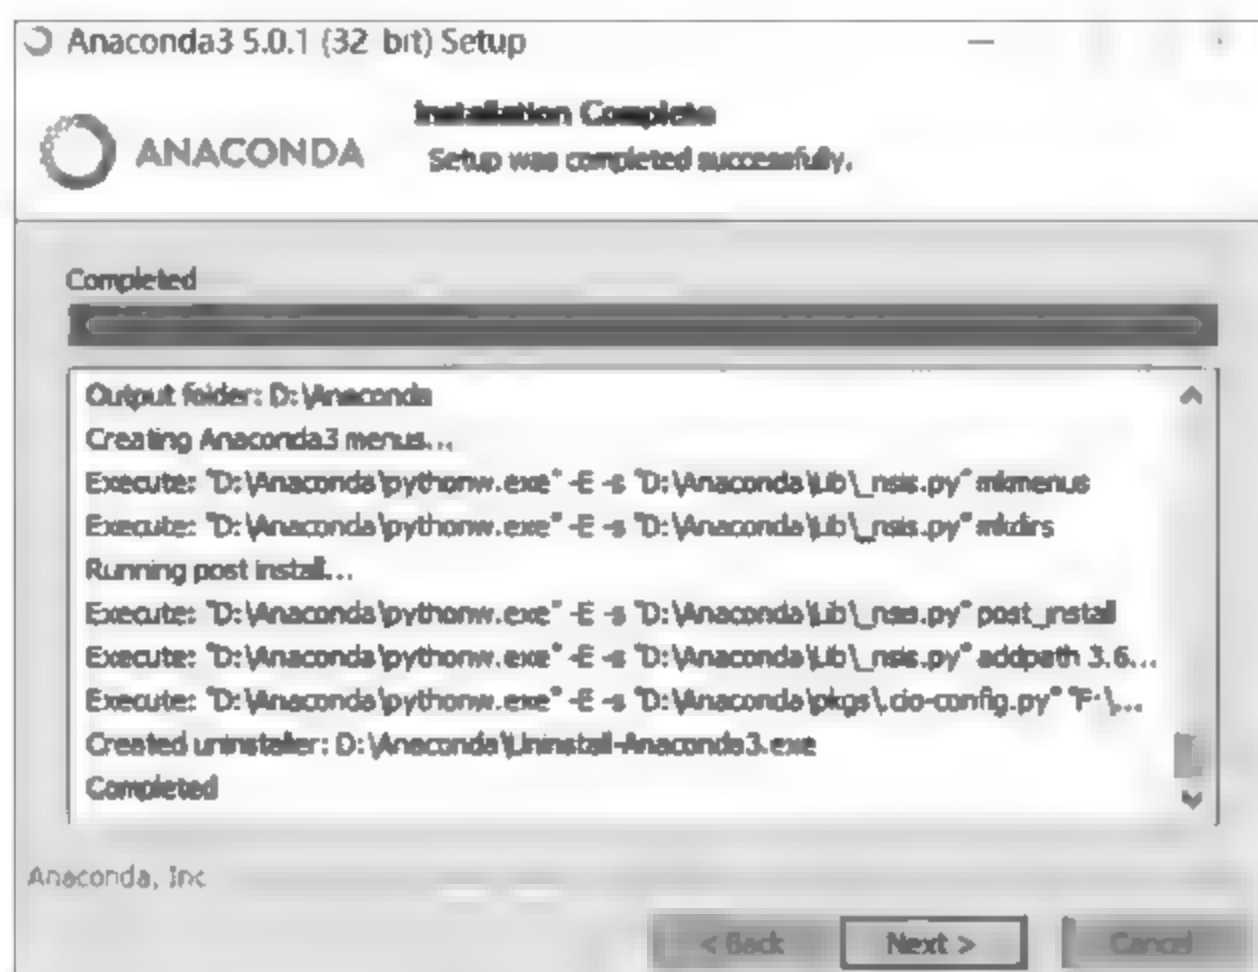 Anaconda3 5.0.1 (32 bit) Setup
ANACONDA
Installation Complete
Setup was completed successfully.
Completed
Output folder: D:\Anaconda
Creating Anaconda3 menus...
Execute: "D:\Anaconda\pythonw.exe" -E -s "D:\Anaconda\Lib\_nsis.py" mkmenus
Execute: "D:\Anaconda\pythonw.exe" -E -s "D:\Anaconda\Lib\_nsis.py" mkdirs
Running post install...
Execute: "D:\Anaconda\pythonw.exe" -E -s "D:\Anaconda\Lib\_nsis.py" post_install
Execute: "D:\Anaconda\pythonw.exe" -E -s "D:\Anaconda\Lib\_nsis.py" addpath 3.6...
Execute: "D:\Anaconda\pythonw.exe" -E -s "D:\Anaconda\pkgs\.cio-config.py" "F:\...
Created uninstaller: D:\Anaconda\Uninstall-Anaconda3.exe
Completed
Anaconda, Inc
< Back
Next >
Cancel